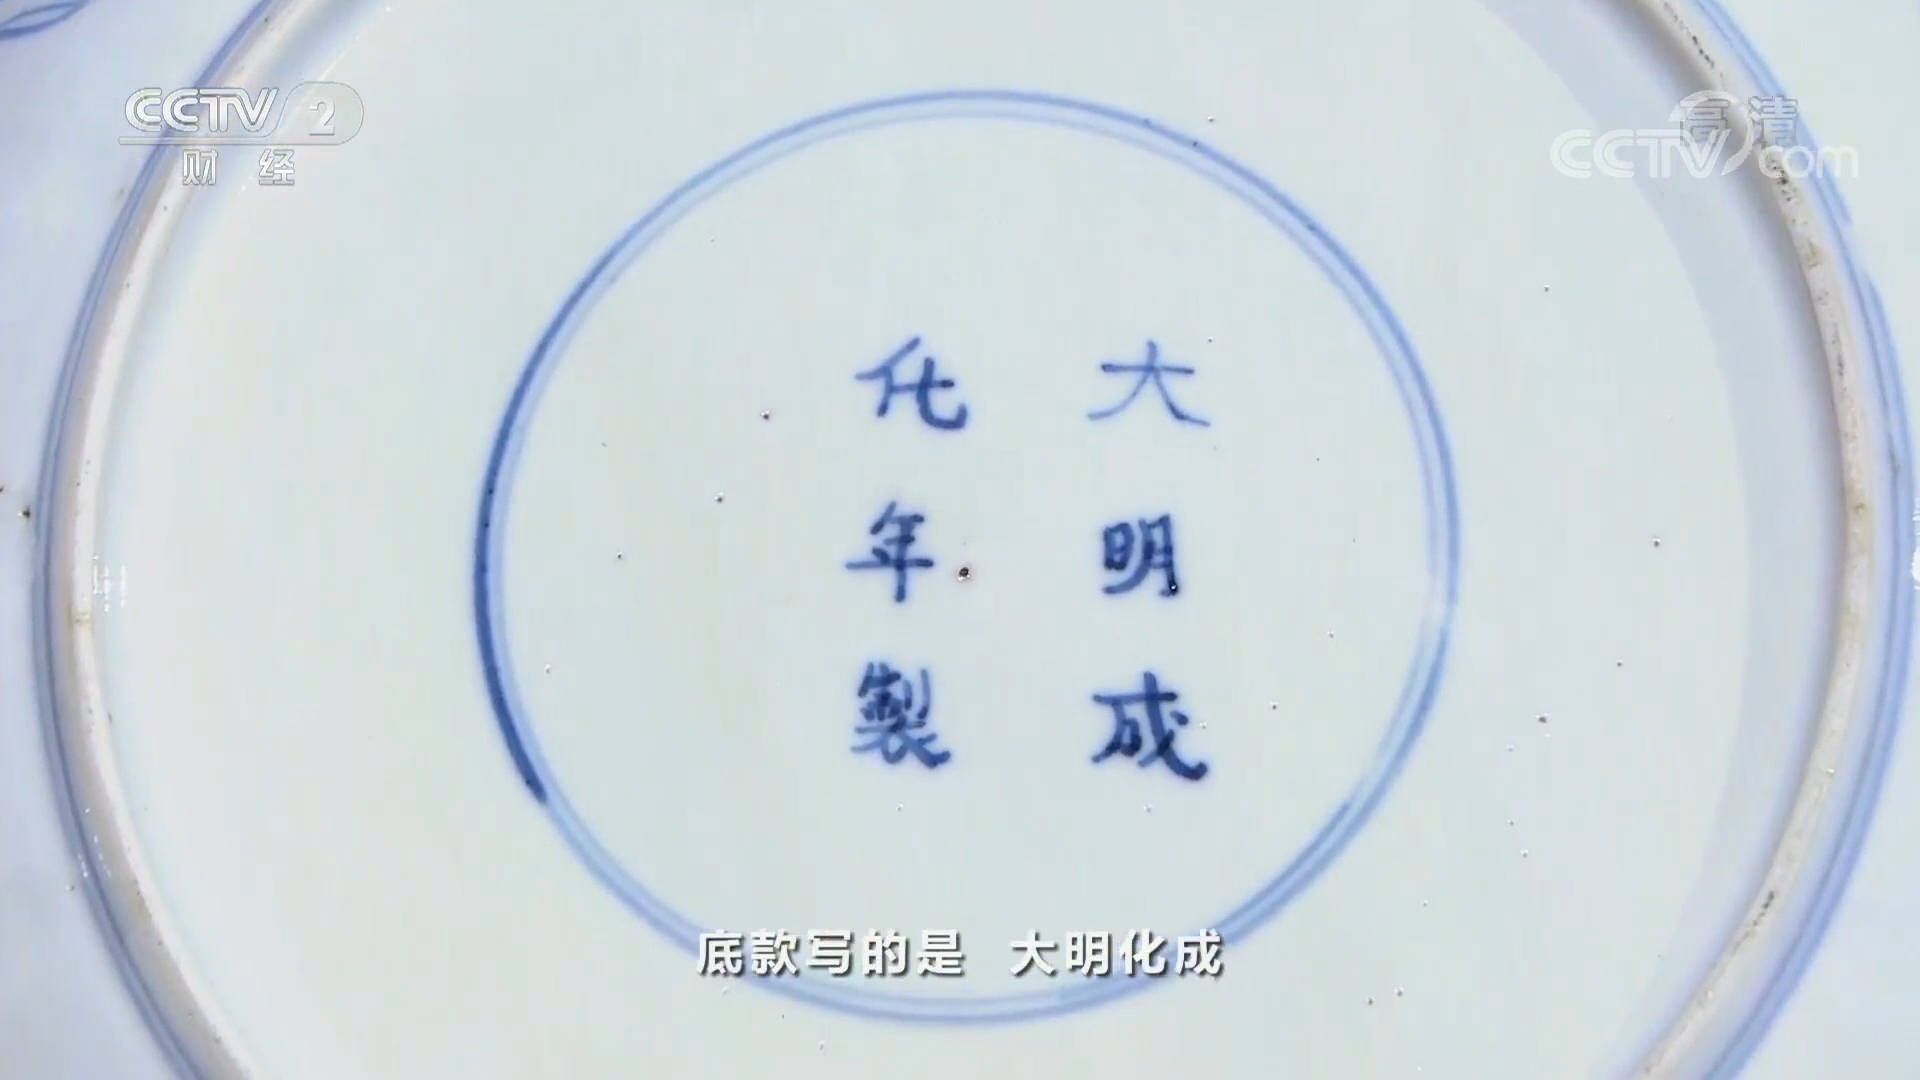 CCTV 2
财 经
高清
CCTV.com
大明成
化年製
底款写的是 大明化成